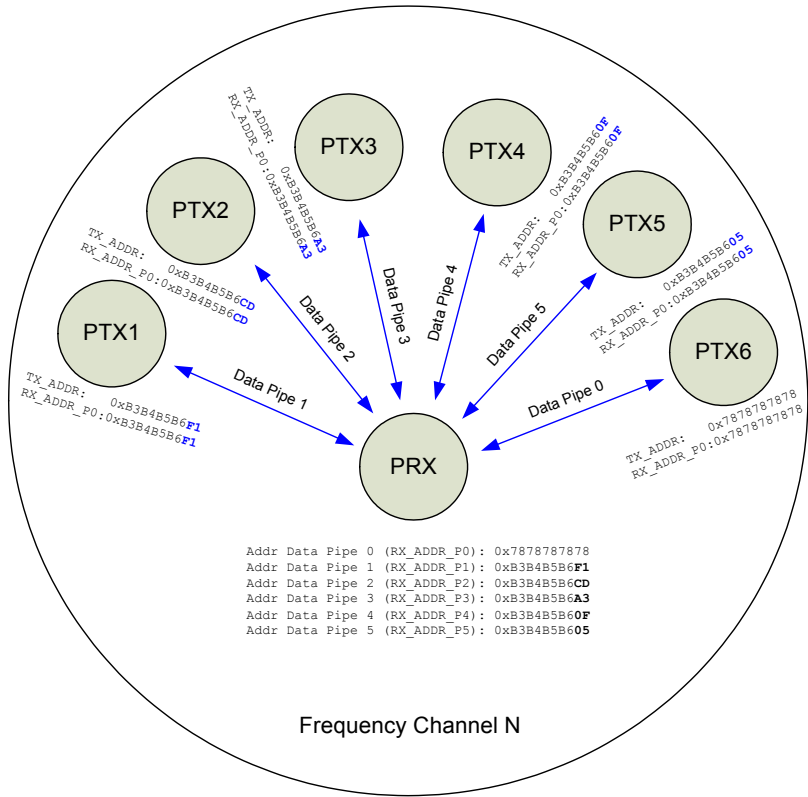 PTX3
PTX4
TX_ADDR: 0xB3B4B5B6A3
RX_ADDR_P0:0xB3B4B5B6A3
TX_ADDR: 0xB3B4B5B60F
RX_ADDR_P0:0xB3B4B5B60F
PTX2
PTX5
TX_ADDR: 0xB3B4B5B6CD
RX_ADDR_P0:0xB3B4B5B6CD
TX_ADDR: 0xB3B4B5B605
RX_ADDR_P0:0xB3B4B5B605
Data Pipe 3
Data Pipe 4
Data Pipe 2
Data Pipe 5
PTX1
PTX6
Data Pipe 1
Data Pipe 0
TX_ADDR: 0xB3B4B5B6F1
RX_ADDR_P0:0xB3B4B5B6F1
TX_ADDR: 0x7878787878
RX_ADDR_P0:0x7878787878
PRX
Addr Data Pipe 0 (RX_ADDR_P0): 0x7878787878
Addr Data Pipe 1 (RX_ADDR_P1): 0xB3B4B5B6F1
Addr Data Pipe 2 (RX_ADDR_P2): 0xB3B4B5B6CD
Addr Data Pipe 3 (RX_ADDR_P3): 0xB3B4B5B6A3
Addr Data Pipe 4 (RX_ADDR_P4): 0xB3B4B5B60F
Addr Data Pipe 5 (RX_ADDR_P5): 0xB3B4B5B605
Frequency Channel N